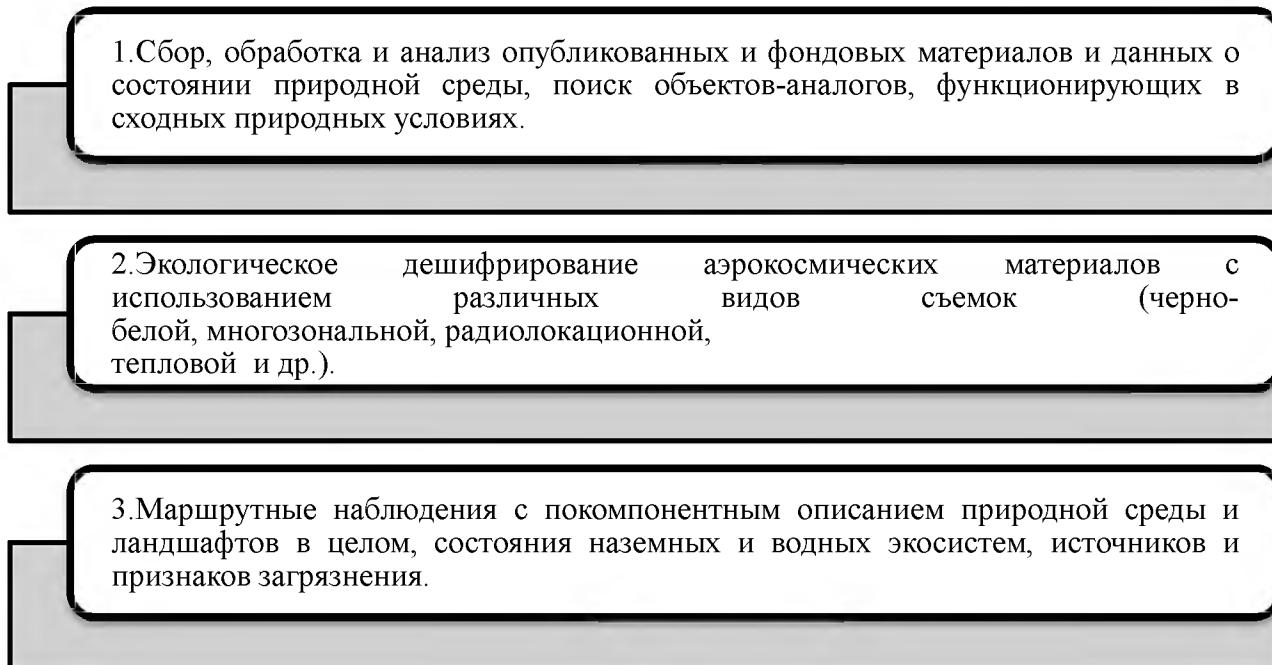 1.Сбор, обработка и анализ опубликованных и фондовых материалов и данных о
состоянии природной среды, поиск объектов-аналогов, функционирующих в
сходных природных условиях.
2.Экологическое дешифрирование аэрокосмических материалов с
использованием различных видов съемок (черно-
белой, многозональной, радиолокационной,
тепловой и др.).
3.Маршрутные наблюдения с покомпонентным описанием природной среды и
ландшафтов в целом, состояния наземных и водных экосистем, источников и
признаков загрязнения.